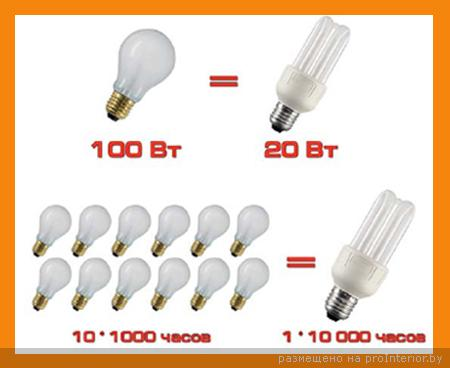 100 Вт
20 Вт
10*1000 часов
1*10 000 часов
размещено на proInterior.by